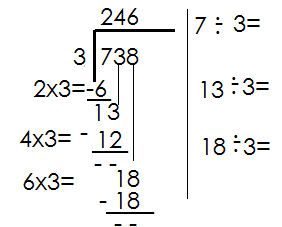 246
7 ÷ 3=
3 738
2x3=-6
13 ÷3=
13
4x3= - 12
- -
18 ÷3=
6x3= 18
- 18
- -